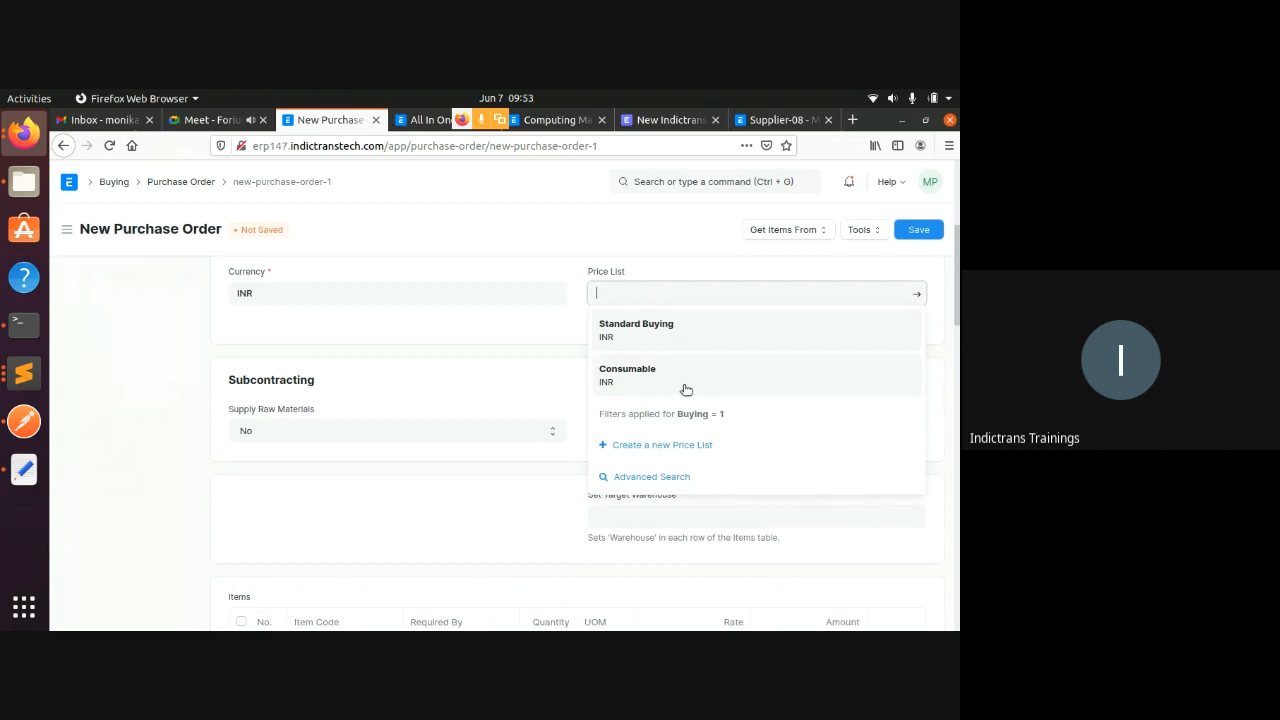 Activities
Firefox Web Browser
Jun 7 09:53
Inbox - monika
Meet - Foriu
New Purchase
All In On
Computing Ma
New Indictrans
Supplier-08 - M
erp147.indictranstech.com/app/purchase-order/new-purchase-order-1
E
Buying
Purchase Order
new-purchase-order-1
Search or type a command (Ctrl + G)
Help
MP
New Purchase Order
• Not Saved
Get Items From
Tools
Save
Currency *
INR
Price List
Standard Buying
INR
Consumable
INR
Filters applied for Buying = 1
+ Create a new Price List
Advanced Search
Subcontracting
Supply Raw Materials
No
Set Target Warehouse
Sets 'Warehouse' in each row of the Items table.
Items
No.
Item Code
Required By
Quantity
UOM
Rate
Amount
I
Indictrans Trainings